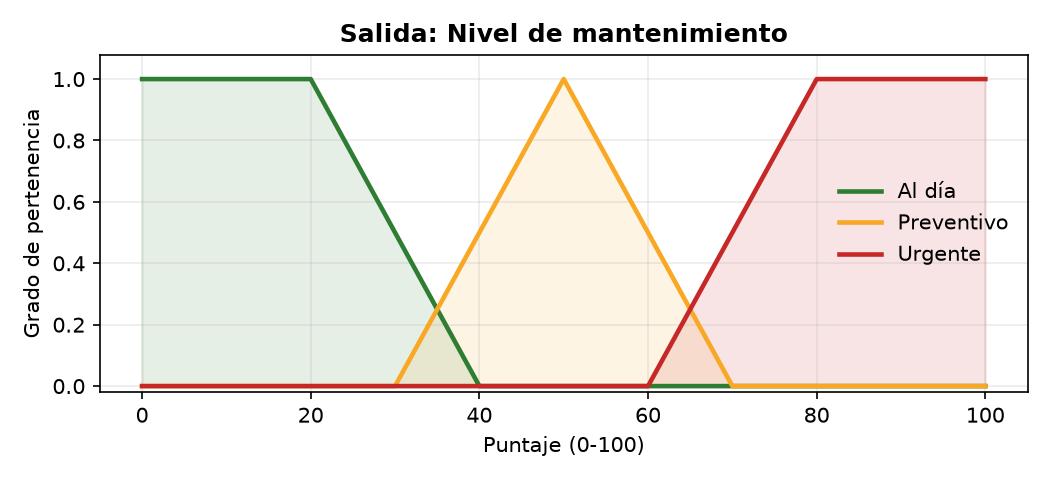 Salida: Nivel de mantenimiento
Grado de pertenencia
1.0
0.8
0.6
0.4
0.2
0.0
Al día
Preventivo
Urgente
0 20 40 60 80 100
Puntaje (0-100)